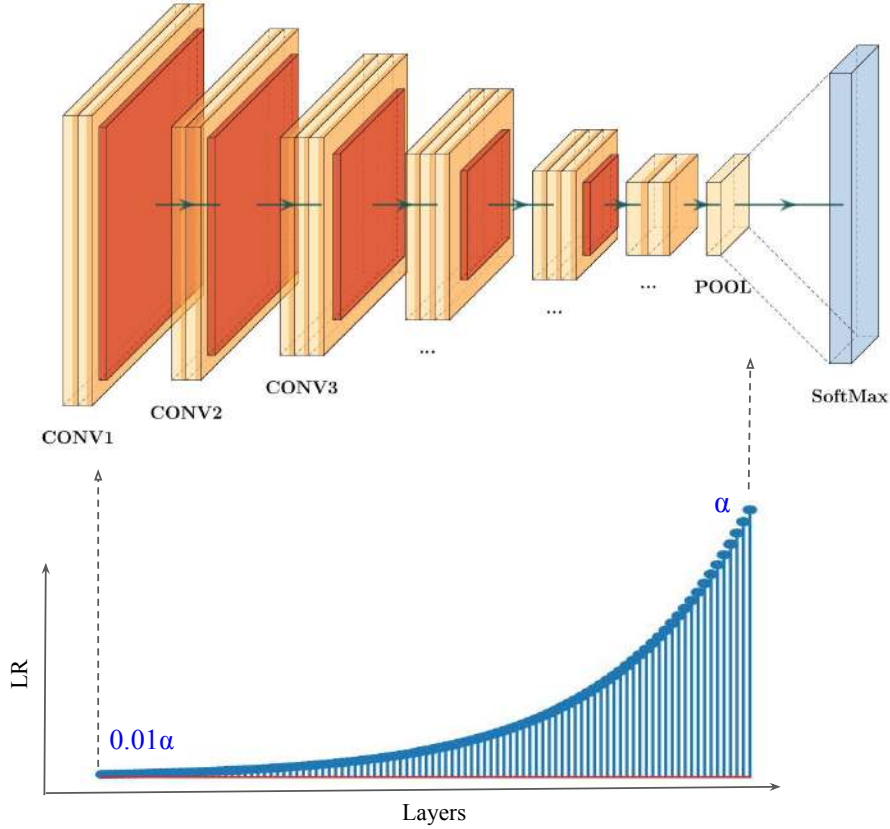 CONV1
CONV2
CONV3
...
...
...
POOL
SoftMax
α
0.01α
LR
Layers